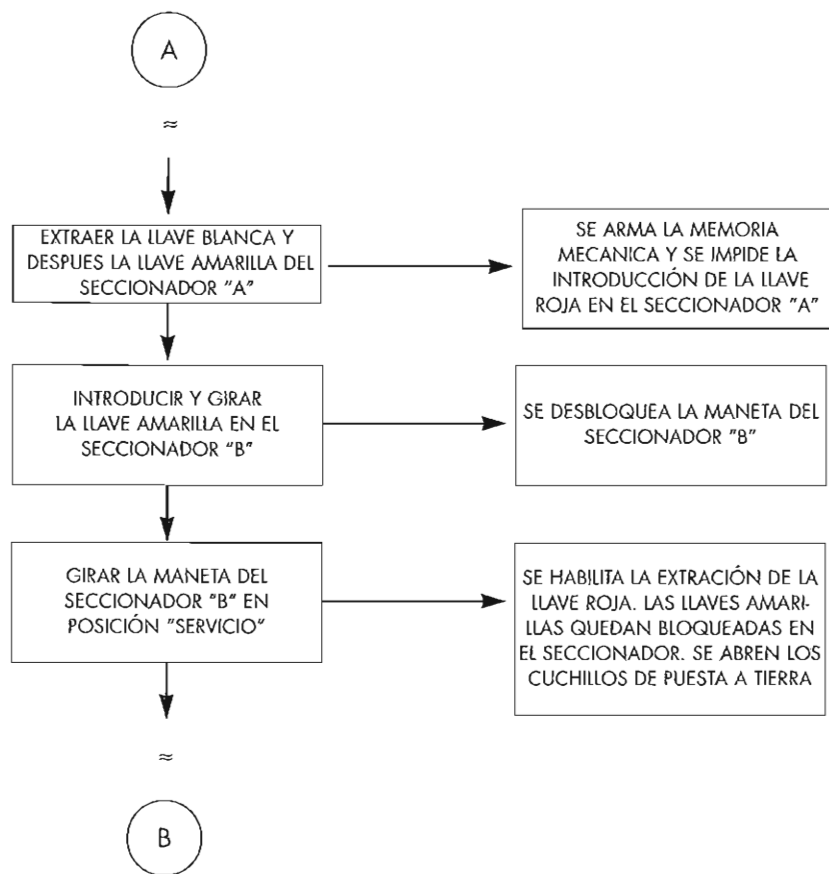 A
≈
EXTRAER LA LLAVE BLANCA Y
DESPUES LA LLAVE AMARILLA DEL
SECCIONADOR "A"
SE ARMA LA MEMORIA
MECANICA Y SE IMPIDE LA
INTRODUCCIÓN DE LA LLAVE
ROJA EN EL SECCIONADOR "A"
INTRODUCIR Y GIRAR
LA LLAVE AMARILLA EN EL
SECCIONADOR "B"
SE DESBLOQUEA LA MANETA DEL
SECCIONADOR "B"
GIRAR LA MANETA DEL
SECCIONADOR "B" EN
POSICIÓN "SERVICIO"
SE HABILITA LA EXTRACIÓN DE LA
LLAVE ROJA. LAS LLAVES AMARI-
LLAS QUEDAN BLOQUEADAS EN
EL SECCIONADOR. SE ABREN LOS
CUCHILLOS DE PUESTA A TIERRA
≈
B